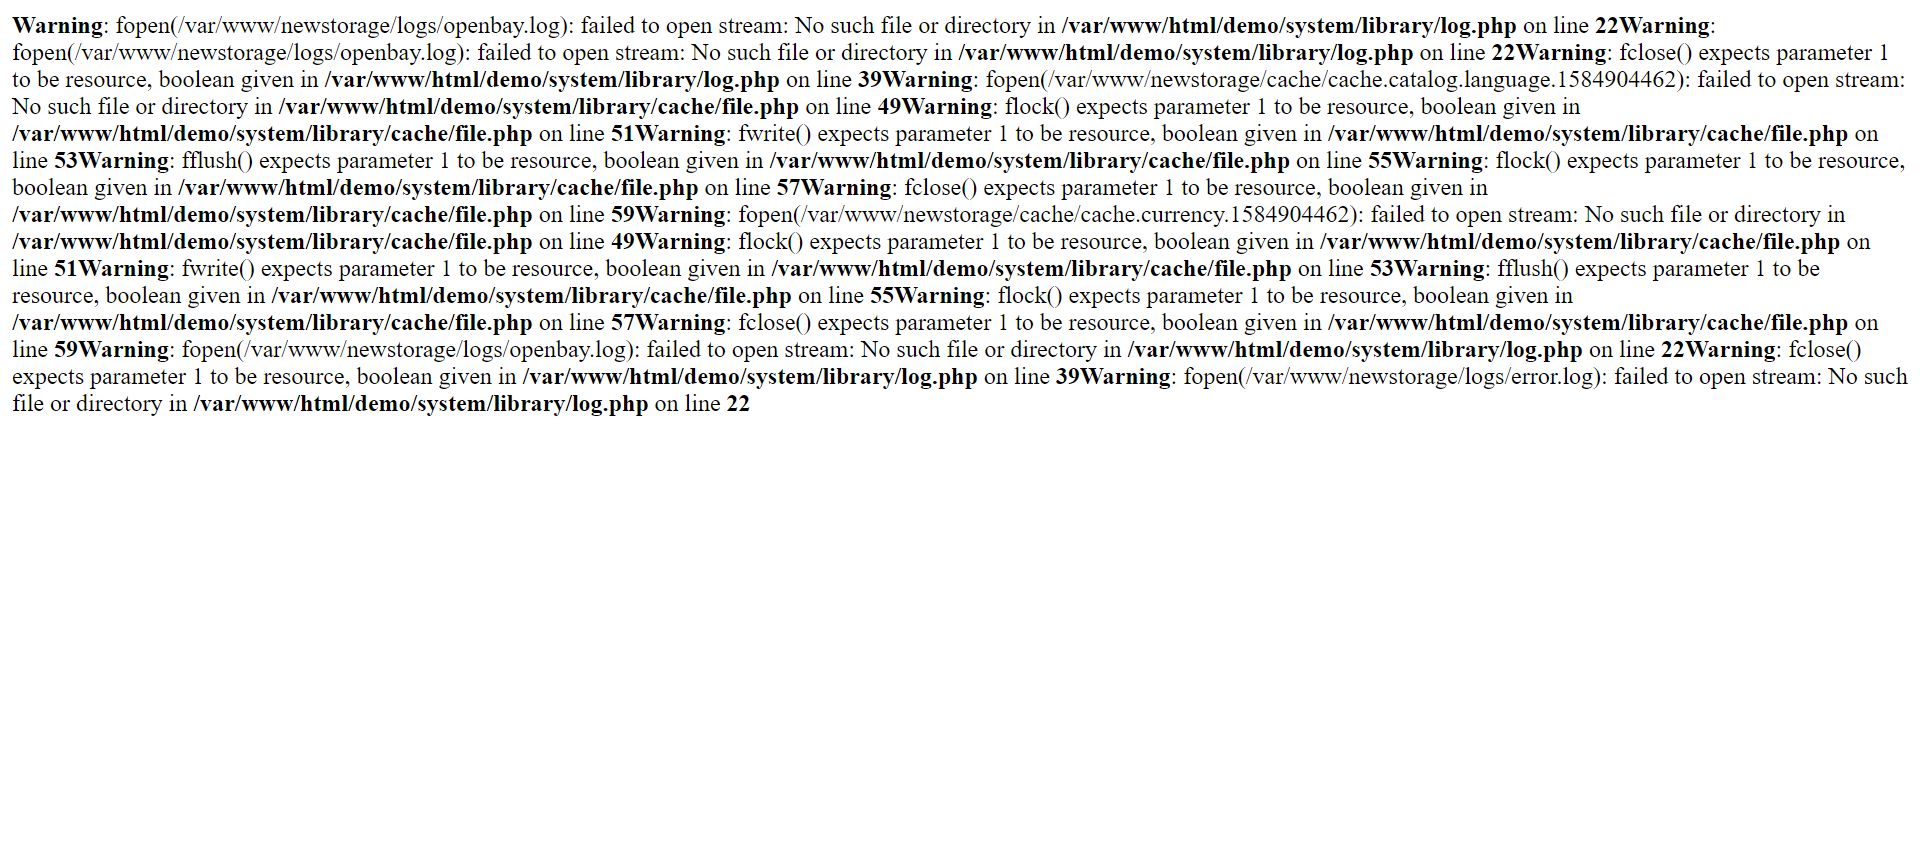 Warning: fopen(/var/www/newstorage/logs/openbay.log): failed to open stream: No such file or directory in /var/www/html/demo/system/library/log.php on line 22Warning:
fopen(/var/www/newstorage/logs/openbay.log): failed to open stream: No such file or directory in /var/www/html/demo/system/library/log.php on line 22Warning: fclose() expects parameter 1
to be resource, boolean given in /var/www/html/demo/system/library/log.php on line 39Warning: fopen(/var/www/newstorage/cache/cache.catalog.language.1584904462): failed to open stream:
No such file or directory in /var/www/html/demo/system/library/cache/file.php on line 49Warning: flock() expects parameter 1 to be resource, boolean given in
/var/www/html/demo/system/library/cache/file.php on line 51Warning: fwrite() expects parameter 1 to be resource, boolean given in /var/www/html/demo/system/library/cache/file.php on
line 53Warning: fflush() expects parameter 1 to be resource, boolean given in /var/www/html/demo/system/library/cache/file.php on line 55Warning: flock() expects parameter 1 to be resource,
boolean given in /var/www/html/demo/system/library/cache/file.php on line 57Warning: fclose() expects parameter 1 to be resource, boolean given in
/var/www/html/demo/system/library/cache/file.php on line 59Warning: fopen(/var/www/newstorage/cache/cache.currency.1584904462): failed to open stream: No such file or directory in
/var/www/html/demo/system/library/cache/file.php on line 49Warning: flock() expects parameter 1 to be resource, boolean given in /var/www/html/demo/system/library/cache/file.php on
line 51Warning: fwrite() expects parameter 1 to be resource, boolean given in /var/www/html/demo/system/library/cache/file.php on line 53Warning: fflush() expects parameter 1 to be
resource, boolean given in /var/www/html/demo/system/library/cache/file.php on line 55Warning: flock() expects parameter 1 to be resource, boolean given in
/var/www/html/demo/system/library/cache/file.php on line 57Warning: fclose() expects parameter 1 to be resource, boolean given in /var/www/html/demo/system/library/cache/file.php on
line 59Warning: fopen(/var/www/newstorage/logs/openbay.log): failed to open stream: No such file or directory in /var/www/html/demo/system/library/log.php on line 22Warning: fclose()
expects parameter 1 to be resource, boolean given in /var/www/html/demo/system/library/log.php on line 39Warning: fopen(/var/www/newstorage/logs/error.log): failed to open stream: No such
file or directory in /var/www/html/demo/system/library/log.php on line 22